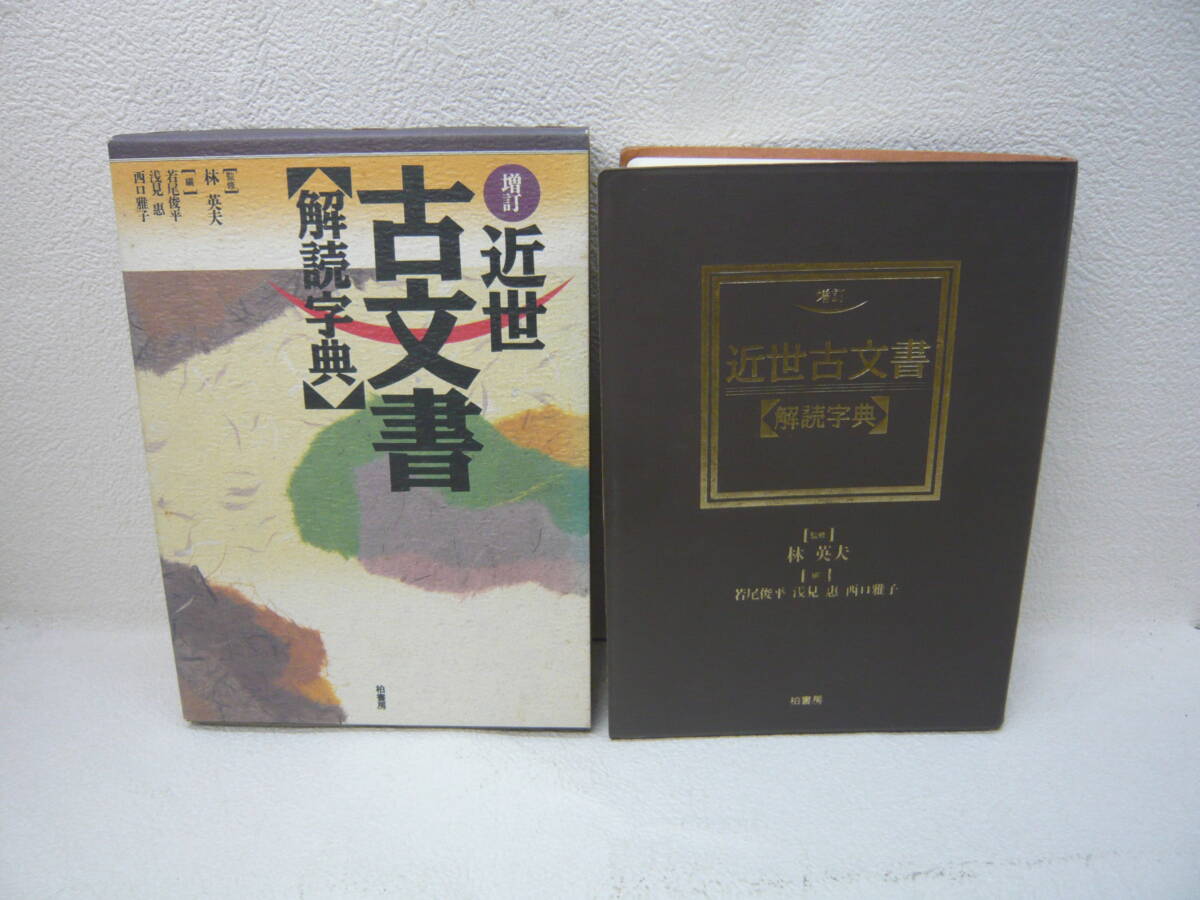 増訂
近世
古文書
【解読字典】
[監修]
林 英夫
[編]
若尾俊平
浅見 恵
西口雅子
柏書房
増訂
近世古文書
【解読字典】
[監修]
林 英夫
[編]
若尾俊平 浅見 恵 西口雅子
柏書房